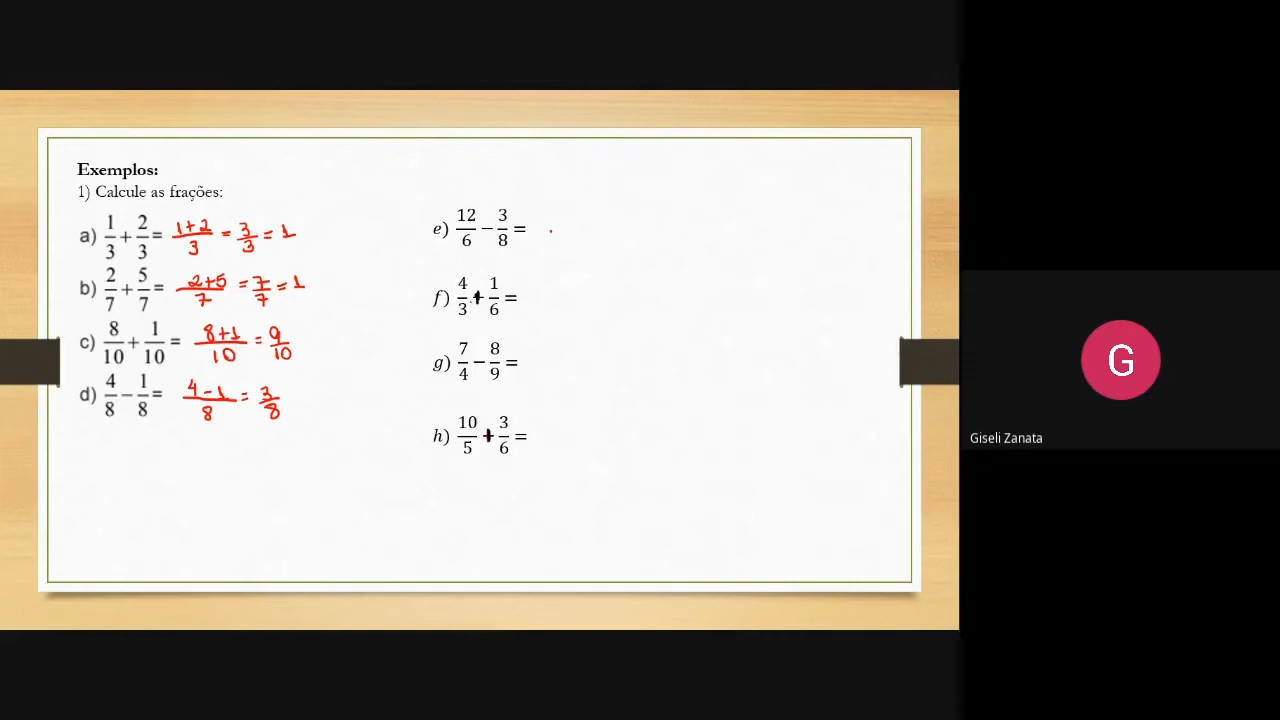 Exemplos:
1) Calcule as frações:
a) 1/3 + 2/3 = 1+2/3 = 3/3 = 1
b) 2/7 + 5/7 = 2+5/7 = 7/7 = 1
c) 8/10 + 1/10 = 8+1/10 = 9/10
d) 4/8 − 1/8 = 4-1/8 = 3/8
e) 12/6 − 3/8 =
f) 4/3 + 1/6 =
g) 7/4 − 8/9 =
h) 10/5 + 3/6 =
G
Giseli Zanata